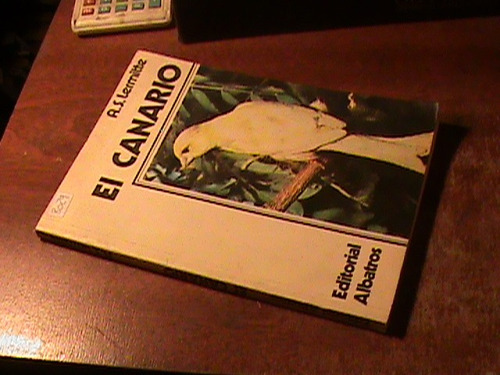 A.S.Lermitte
El CANARIO
Editorial
Albatros